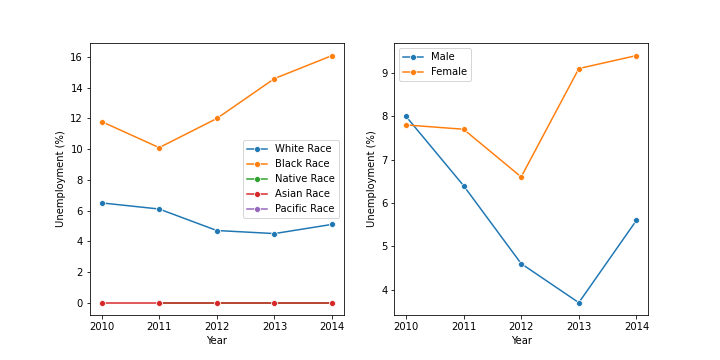 16
14
12
10
8
6
4
2
0
Unemployment (%)
White Race
Black Race
Native Race
Asian Race
Pacific Race
2010 2011 2012 2013 2014
Year
9
8
7
6
5
4
Unemployment (%)
Male
Female
2010 2011 2012 2013 2014
Year